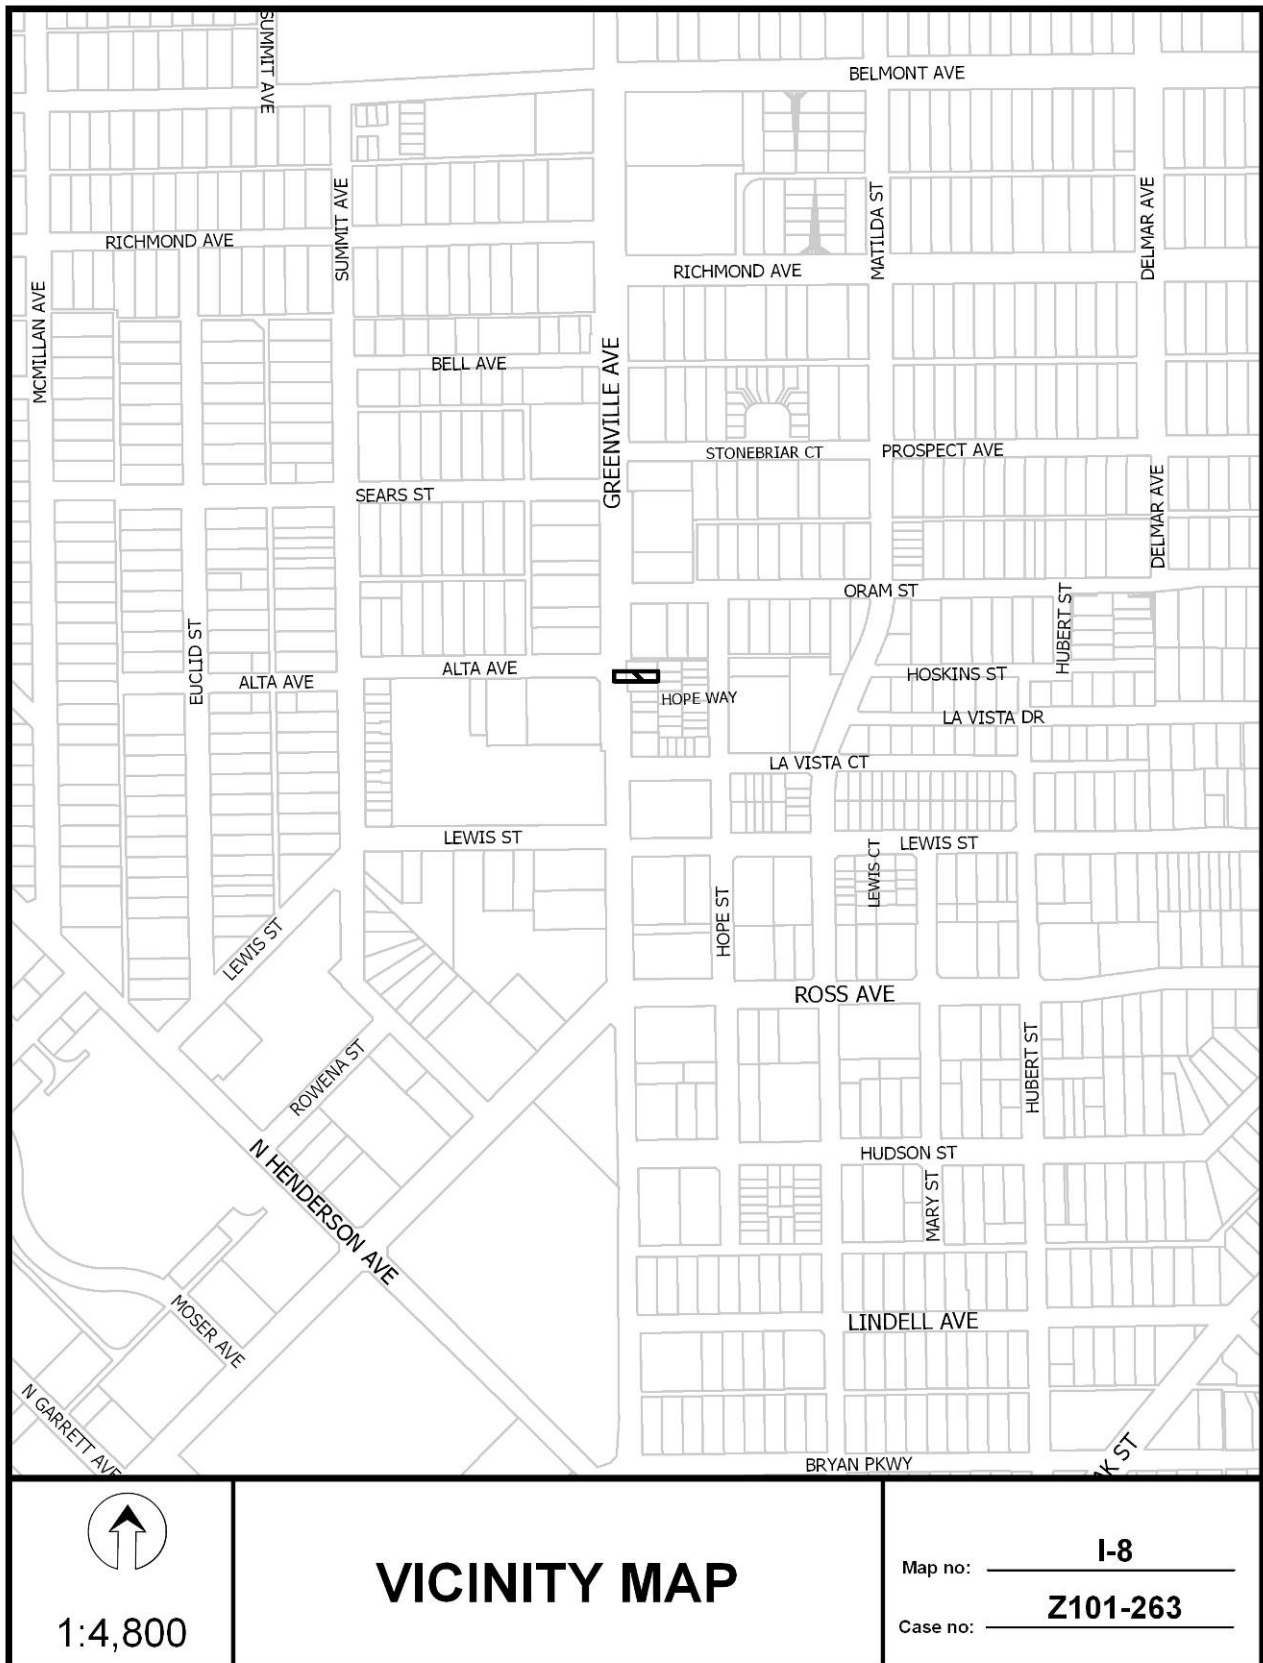 SUMMIT AVE
BELMONT AVE
RICHMOND AVE
SUMMIT AVE
MATILDA ST
DELMAR AVE
RICHMOND AVE
MCMILLAN AVE
BELL AVE
GREENVILLE AVE
STONEBRIAR CT
PROSPECT AVE
SEARS ST
DELMAR AVE
ORAM ST
HUBERT ST
EUCLID ST
ALTA AVE
ALTA AVE
HOSKINS ST
HOPE WAY
LA VISTA DR
LA VISTA CT
LEWIS ST
LEWIS ST
LEWIS CT
HOPE ST
LEWIS ST
ROSS AVE
ROWENA ST
HUBERT ST
N HENDERSON AVE
HUDSON ST
MARY ST
MOSER AVE
LINDELL AVE
N GARRETT AVE
BRYAN PKWY
AK ST
1:4,800
VICINITY MAP
Map no: I-8
Case no: Z101-263